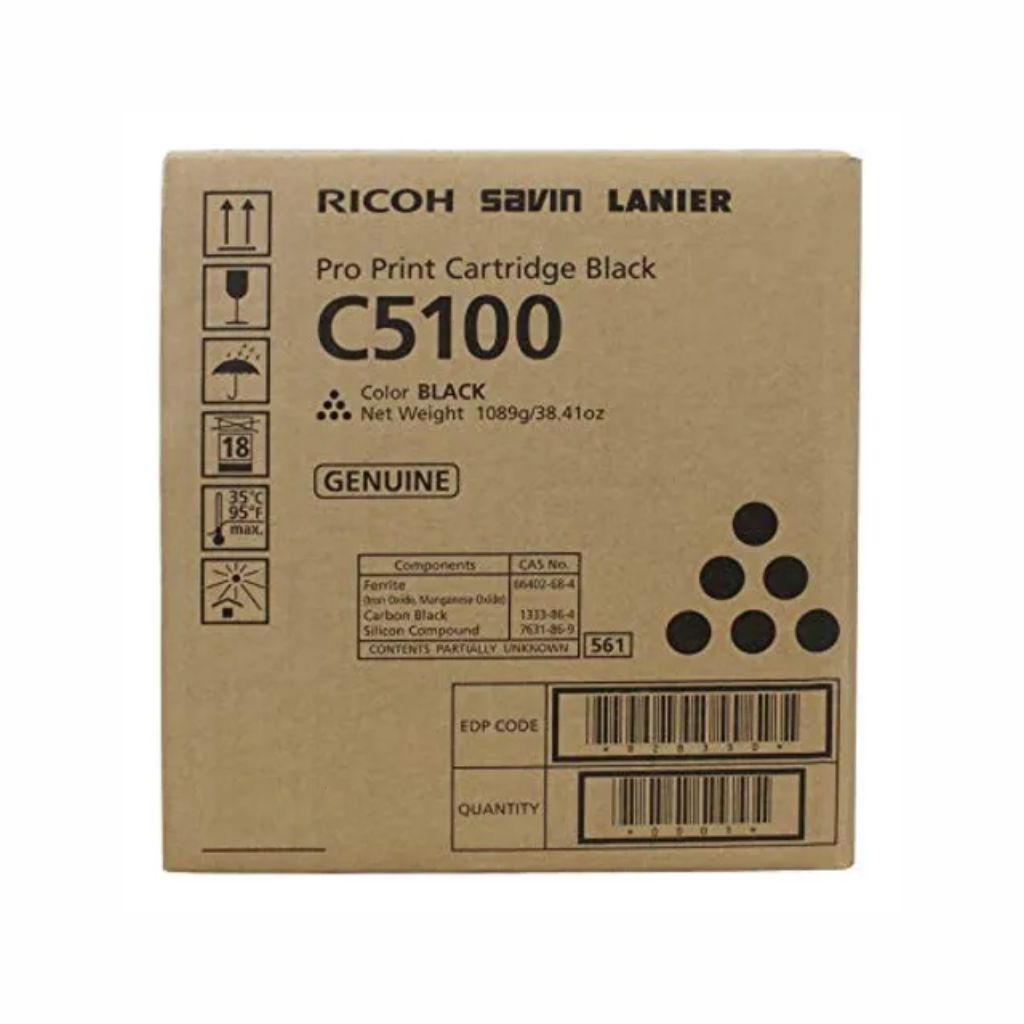 RICOH savin LANIER
Pro Print Cartridge Black
C5100
Color BLACK
Net Weight 1089g/38.41oz
18
GENUINE
35°C
95°F
max.
Components CAS No.
Ferrite 66402-68-4
(Iron Oxide, Manganese Oxide)
Carbon Black 1333-86-4
Silicon Compound 7631-86-9
CONTENTS PARTIALLY UNKNOWN
561
EDP CODE
QUANTITY